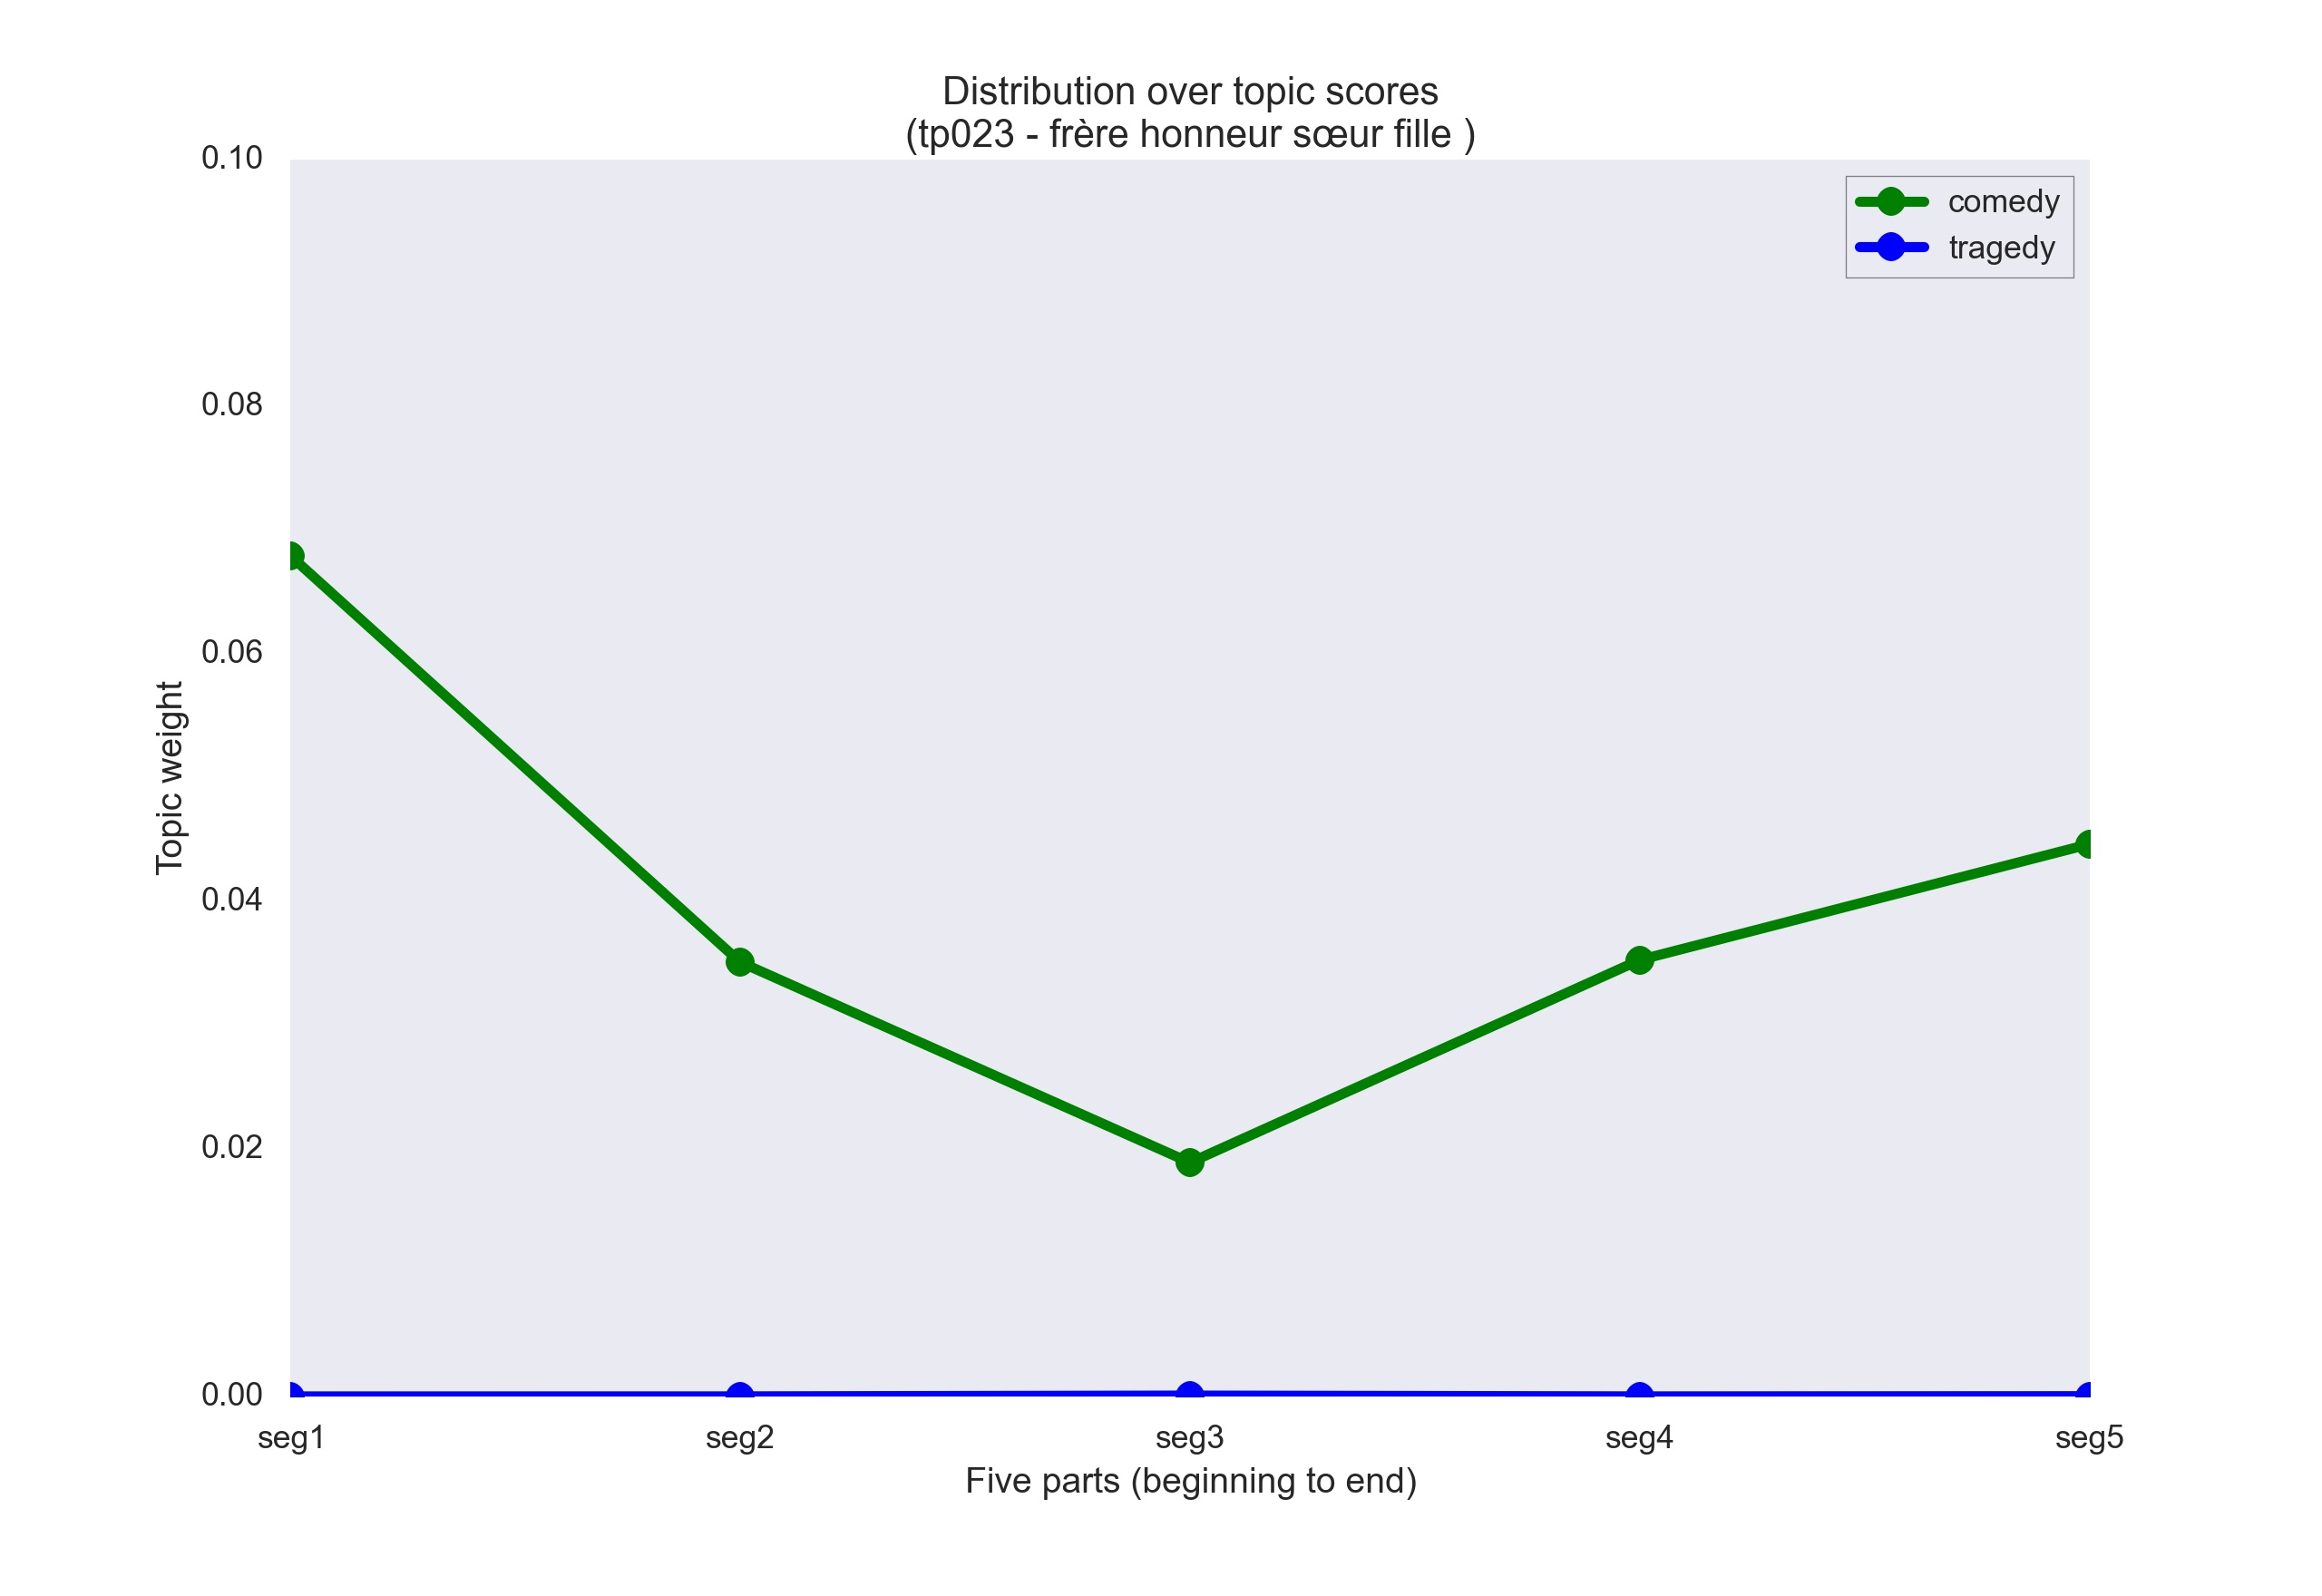 Distribution over topic scores
(tp023 - frère honneur sœur fille )
comedy
tragedy
0.10
0.08
0.06
0.04
0.02
0.00
Topic weight
seg1 seg2 seg3 seg4 seg5
Five parts (beginning to end)